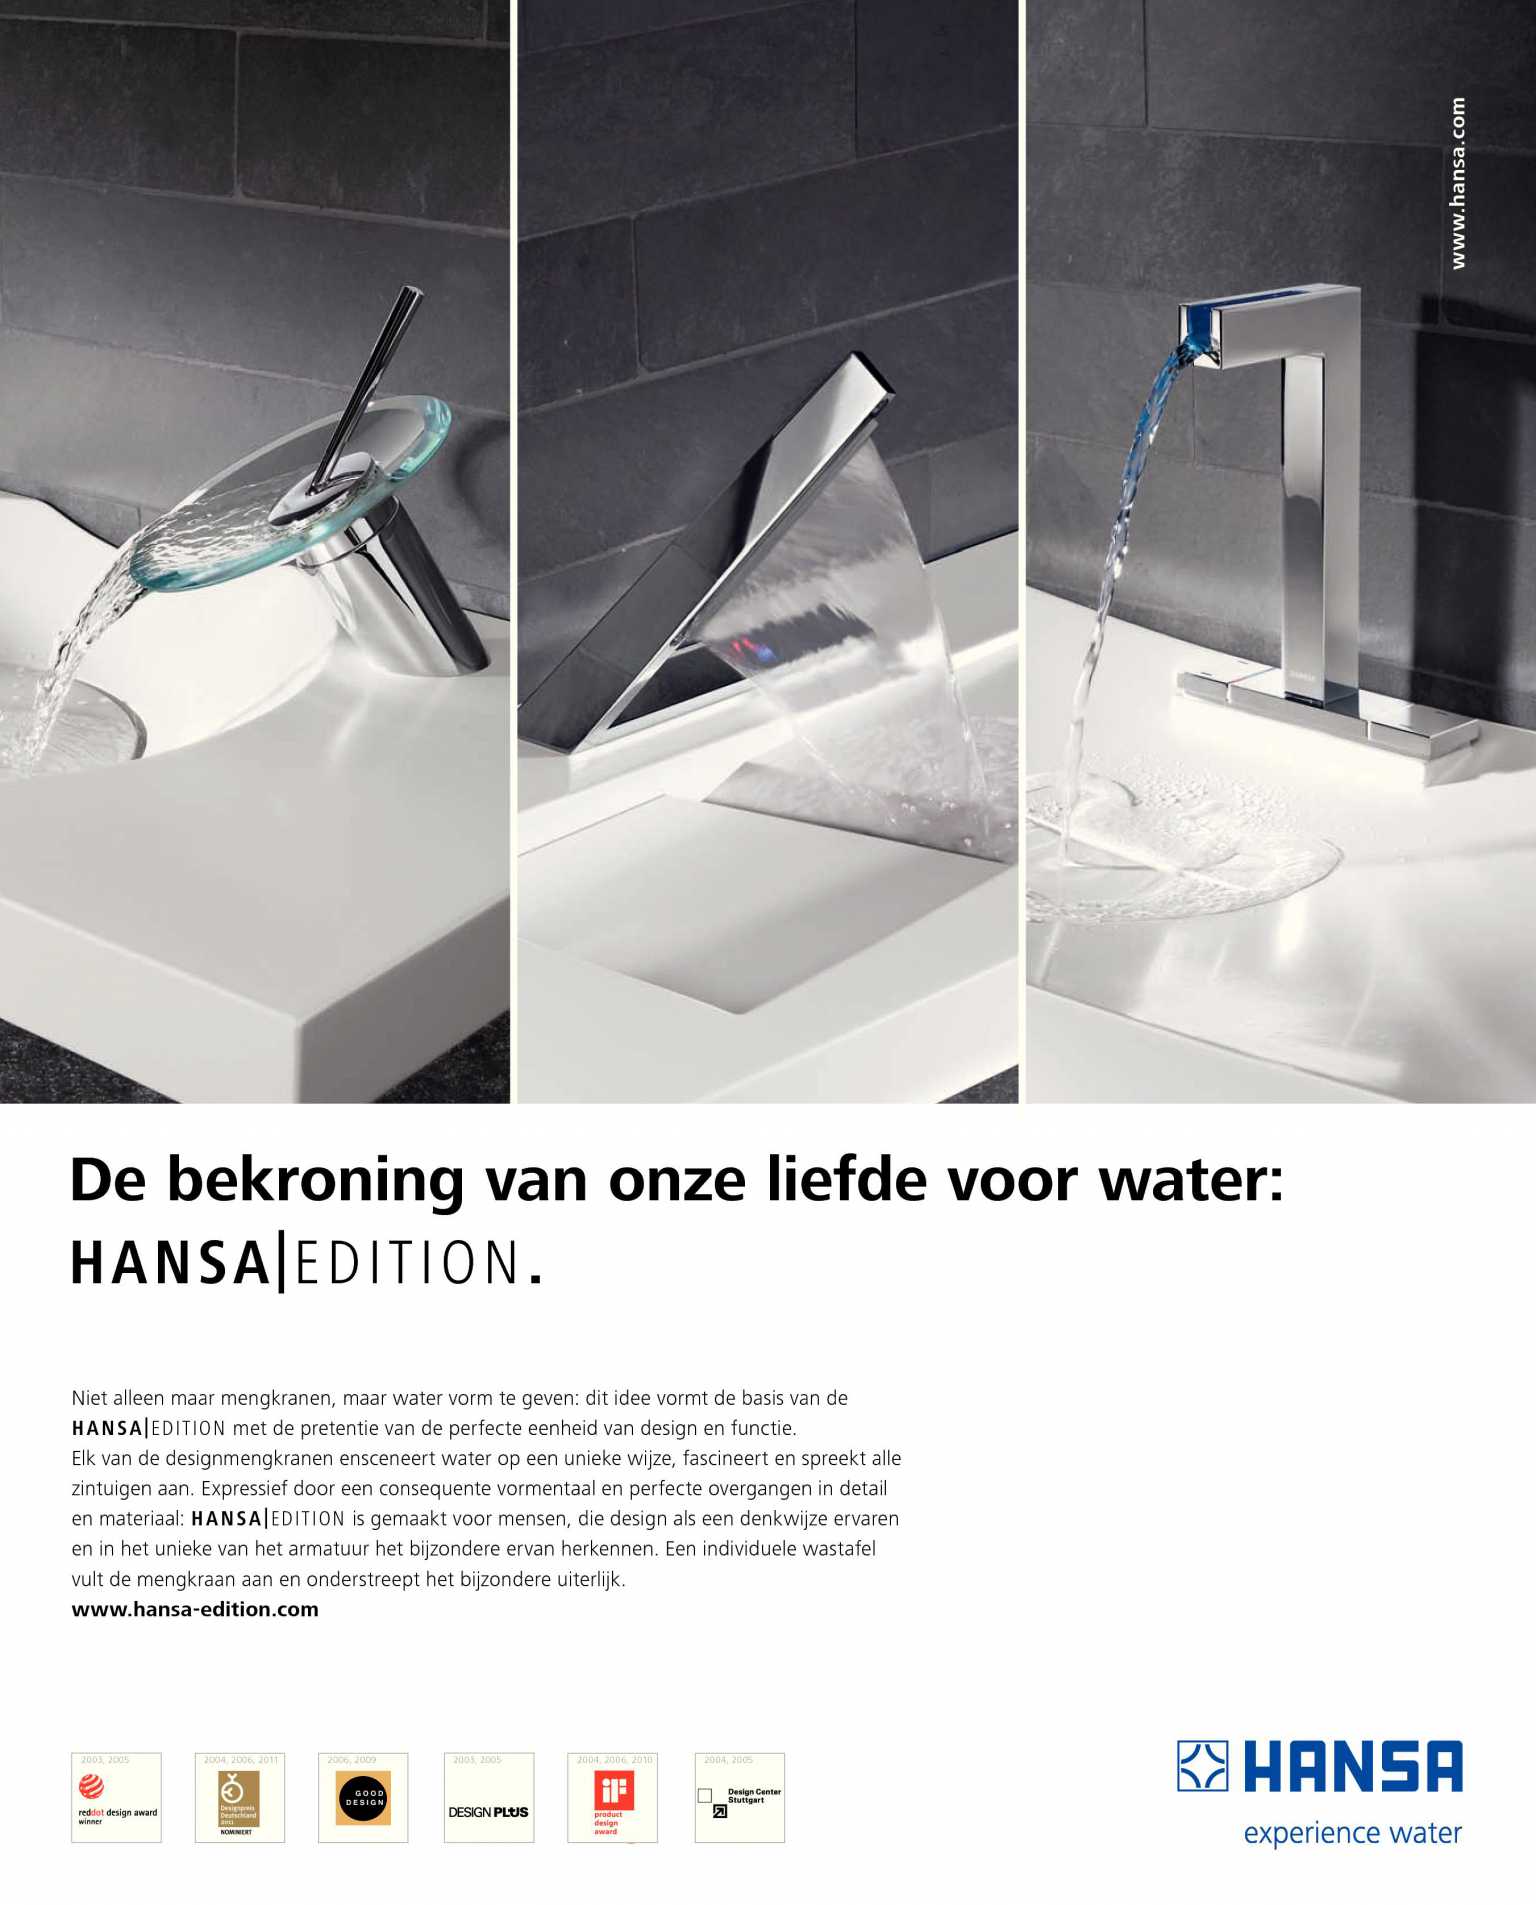 www.hansa.com
HANSA
De bekroning van onze liefde voor water:
HANSA|EDITION.
Niet alleen maar mengkranen, maar water vorm te geven: dit idee vormt de basis van de
HANSA|EDITION met de pretentie van de perfecte eenheid van design en functie.
Elk van de designmengkranen ensceneert water op een unieke wijze, fascineert en spreekt alle
zintuigen aan. Expressief door een consequente vormentaal en perfecte overgangen in detail
en materiaal: HANSA|EDITION is gemaakt voor mensen, die design als een denkwijze ervaren
en in het unieke van het armatuur het bijzondere ervan herkennen. Een individuele wastafel
vult de mengkraan aan en onderstreept het bijzondere uiterlijk.
www.hansa-edition.com
2003, 2005
reddot design award
winner
2004, 2006, 2011
Designpreis
Deutschland
2011
NOMINIERT
2006, 2009
GOOD
DESIGN
2003, 2005
DESIGN PLUS
2004, 2006, 2010
iF
product
design
award
2004, 2005
Design Center
Stuttgart
HANSA
experience water